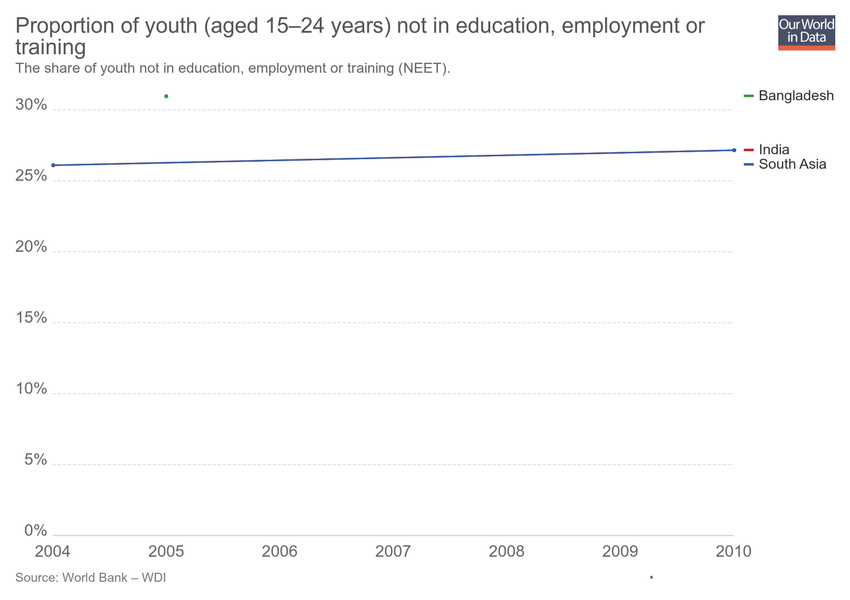 Proportion of youth (aged 15–24 years) not in education, employment or
training
The share of youth not in education, employment or training (NEET).
Our World
in Data
30%
25%
20%
15%
10%
5%
0%
Bangladesh
India
South Asia
2004 2005 2006 2007 2008 2009 2010
Source: World Bank – WDI